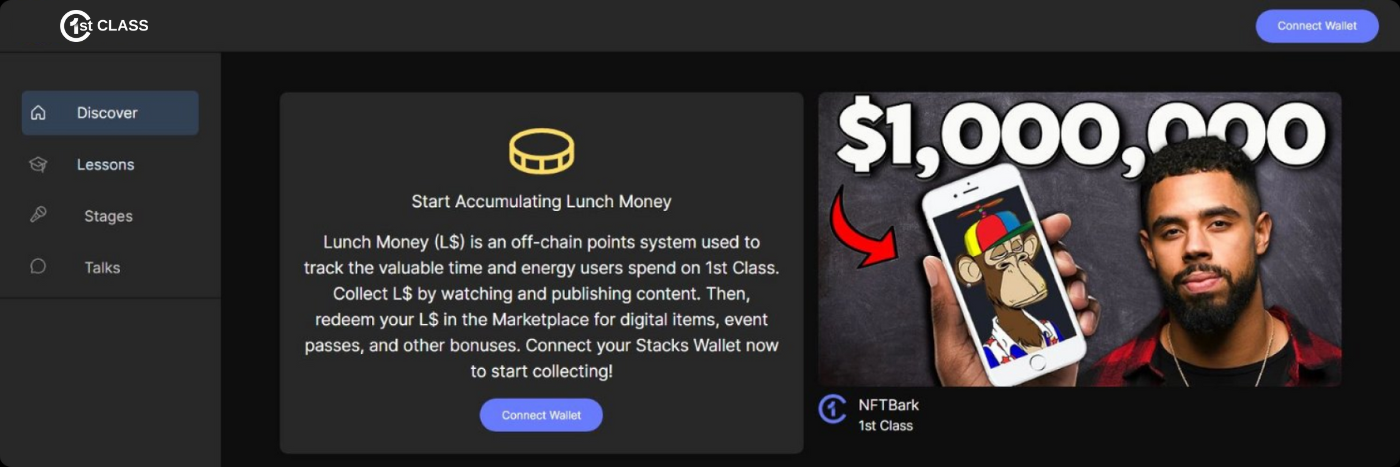 1st CLASS
Connect Wallet
Discover
Lessons
Stages
Talks
Start Accumulating Lunch Money
Lunch Money (L$) is an off-chain points system used to
track the valuable time and energy users spend on 1st Class.
Collect L$ by watching and publishing content. Then,
redeem your L$ in the Marketplace for digital items, event
passes, and other bonuses. Connect your Stacks Wallet now
to start collecting!
Connect Wallet
$1,000,000
NFTBark
1st Class